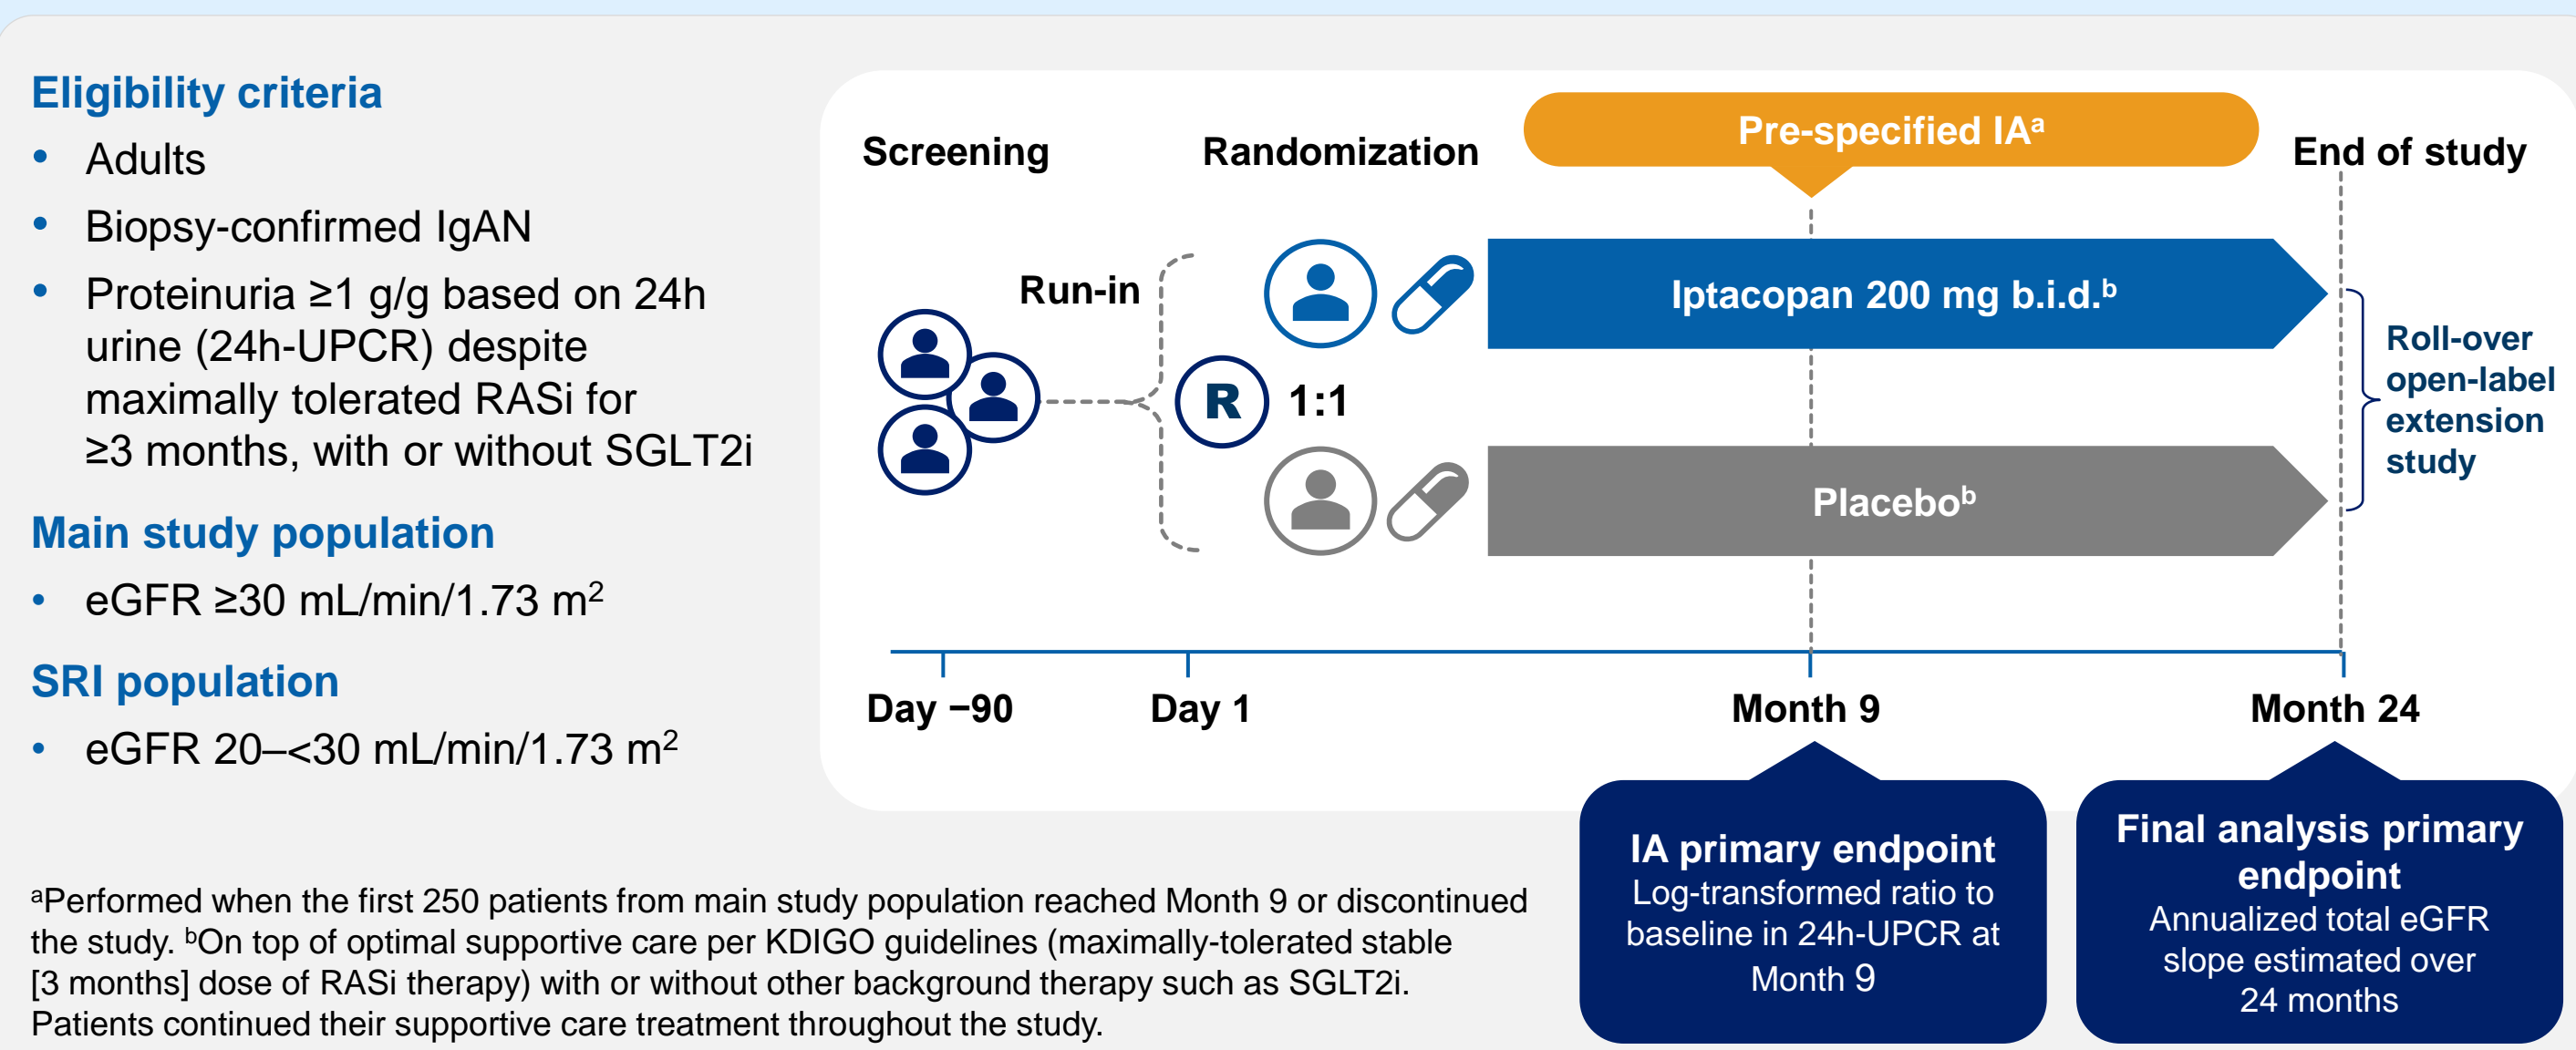 Eligibility criteria
• Adults
• Biopsy-confirmed IgAN
• Proteinuria ≥1 g/g based on 24h
urine (24h-UPCR) despite
maximally tolerated RASi for
≥3 months, with or without SGLT2i
Main study population
• eGFR ≥30 mL/min/1.73 m²
SRI population
• eGFR 20–<30 mL/min/1.73 m²
Screening
Randomization
Pre-specified IAᵃ
End of study
Run-in
R 1:1
Iptacopan 200 mg b.i.d.ᵇ
Placeboᵇ
Roll-over
open-label
extension
study
Day −90
Day 1
Month 9
Month 24
IA primary endpoint
Log-transformed ratio to
baseline in 24h-UPCR at
Month 9
Final analysis primary
endpoint
Annualized total eGFR
slope estimated over
24 months
ᵃPerformed when the first 250 patients from main study population reached Month 9 or discontinued
the study. ᵇOn top of optimal supportive care per KDIGO guidelines (maximally-tolerated stable
[3 months] dose of RASi therapy) with or without other background therapy such as SGLT2i.
Patients continued their supportive care treatment throughout the study.